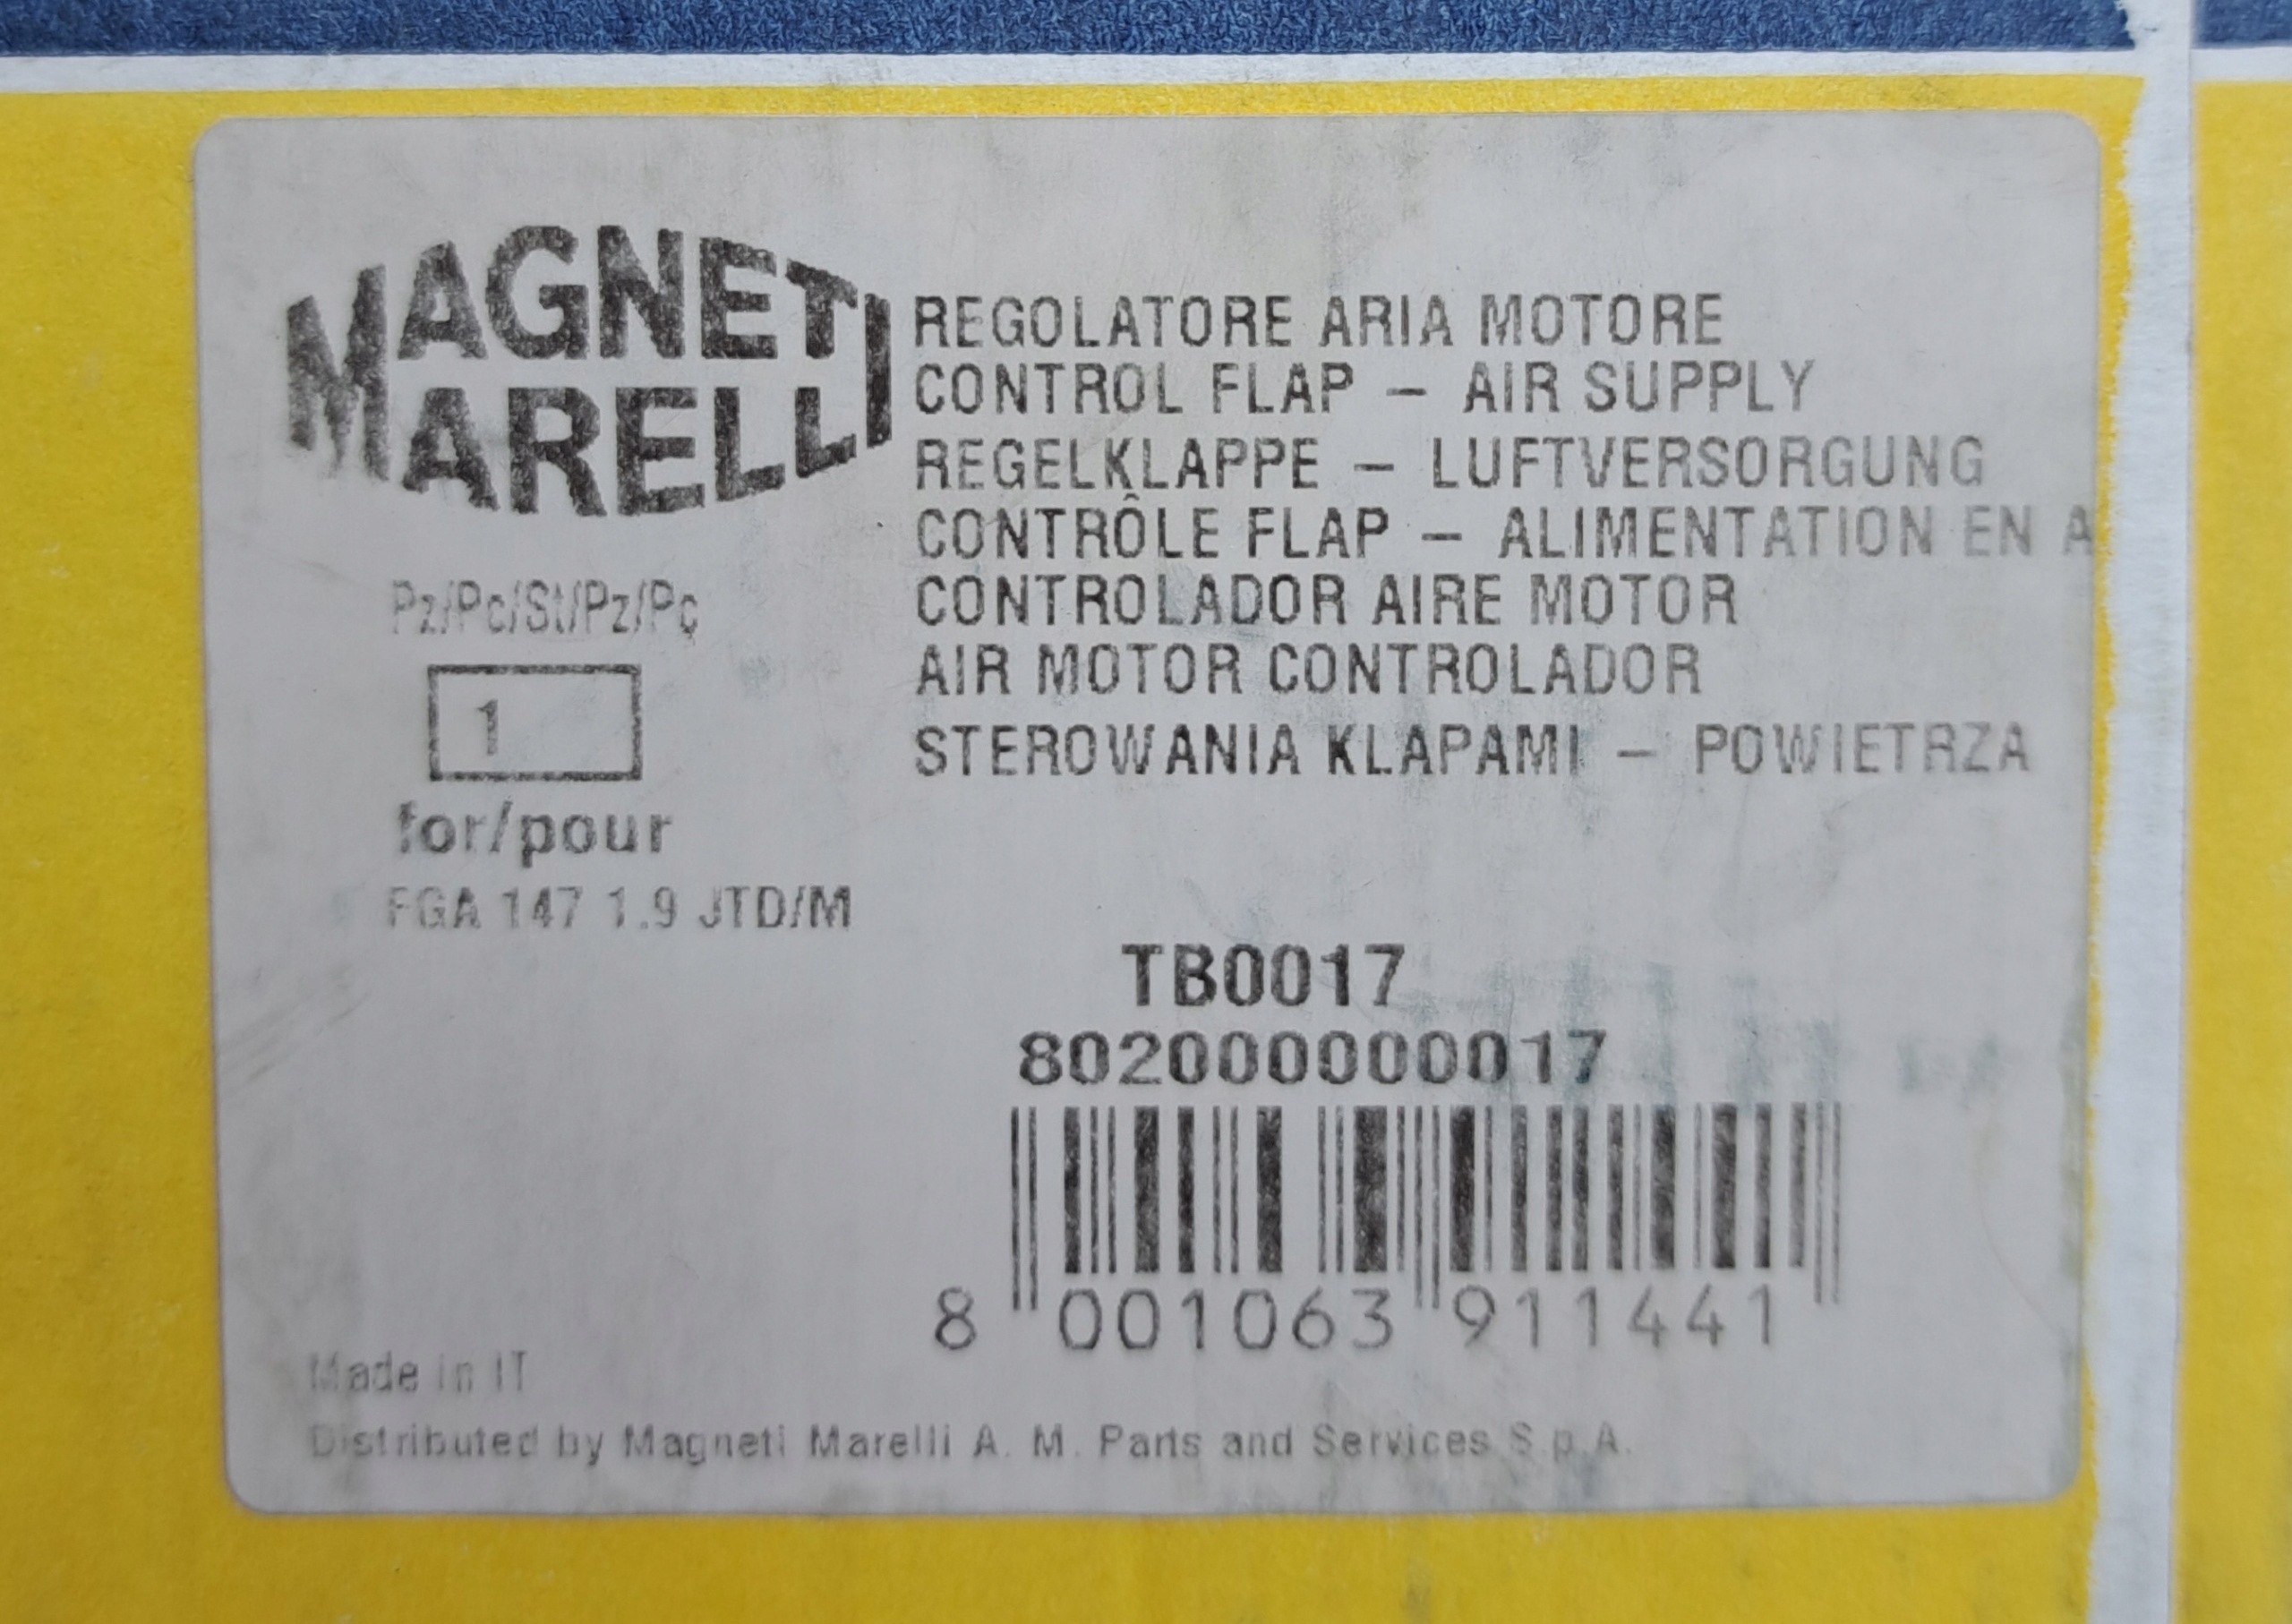 MAGNETI
MARELLI
REGOLATORE ARIA MOTORE
CONTROL FLAP – AIR SUPPLY
REGELKLAPPE – LUFTVERSORGUNG
CONTRÔLE FLAP – ALIMENTATION EN A
CONTROLADOR AIRE MOTOR
AIR MOTOR CONTROLADOR
STEROWANIA KLAPAMI – POWIETRZA
Pz/Pc/St/Pz/Pç
1
for/pour
FGA 147 1.9 JTD/M
TB0017
802000000017
8 001063 911441
Made in IT
Distributed by Magneti Marelli A. M. Parts and Services S.p.A.